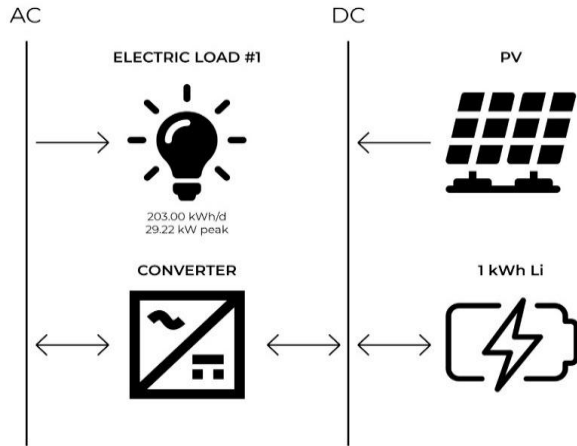 AC
DC
ELECTRIC LOAD #1
PV
203.00 kWh/d
29.22 kW peak
CONVERTER
1 kWh Li